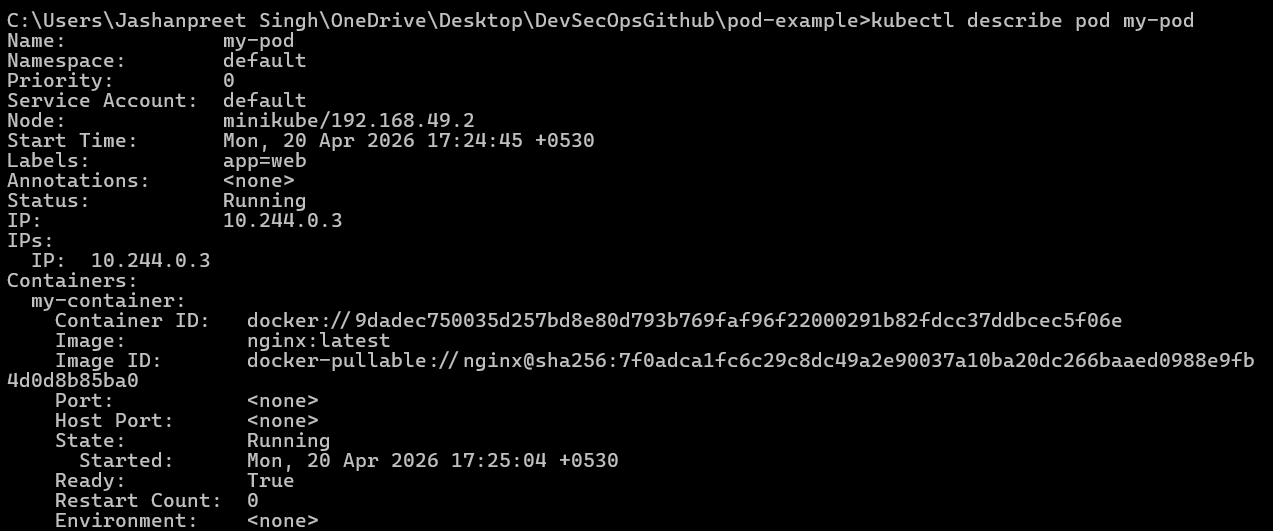 C:\Users\Jashanpreet Singh\OneDrive\Desktop\DevSecOpsGithub\pod-example>kubectl describe pod my-pod
Name:             my-pod
Namespace:        default
Priority:         0
Service Account:  default
Node:             minikube/192.168.49.2
Start Time:       Mon, 20 Apr 2026 17:24:45 +0530
Labels:           app=web
Annotations:      <none>
Status:           Running
IP:               10.244.0.3
IPs:
  IP:  10.244.0.3
Containers:
  my-container:
    Container ID:   docker://9dadec750035d257bd8e80d793b769faf96f22000291b82fdcc37ddbcec5f06e
    Image:          nginx:latest
    Image ID:       docker-pullable://nginx@sha256:7f0adca1fc6c29c8dc49a2e90037a10ba20dc266baaed0988e9fb
4d0d8b85ba0
    Port:           <none>
    Host Port:      <none>
    State:          Running
      Started:      Mon, 20 Apr 2026 17:25:04 +0530
    Ready:          True
    Restart Count:  0
    Environment:    <none>